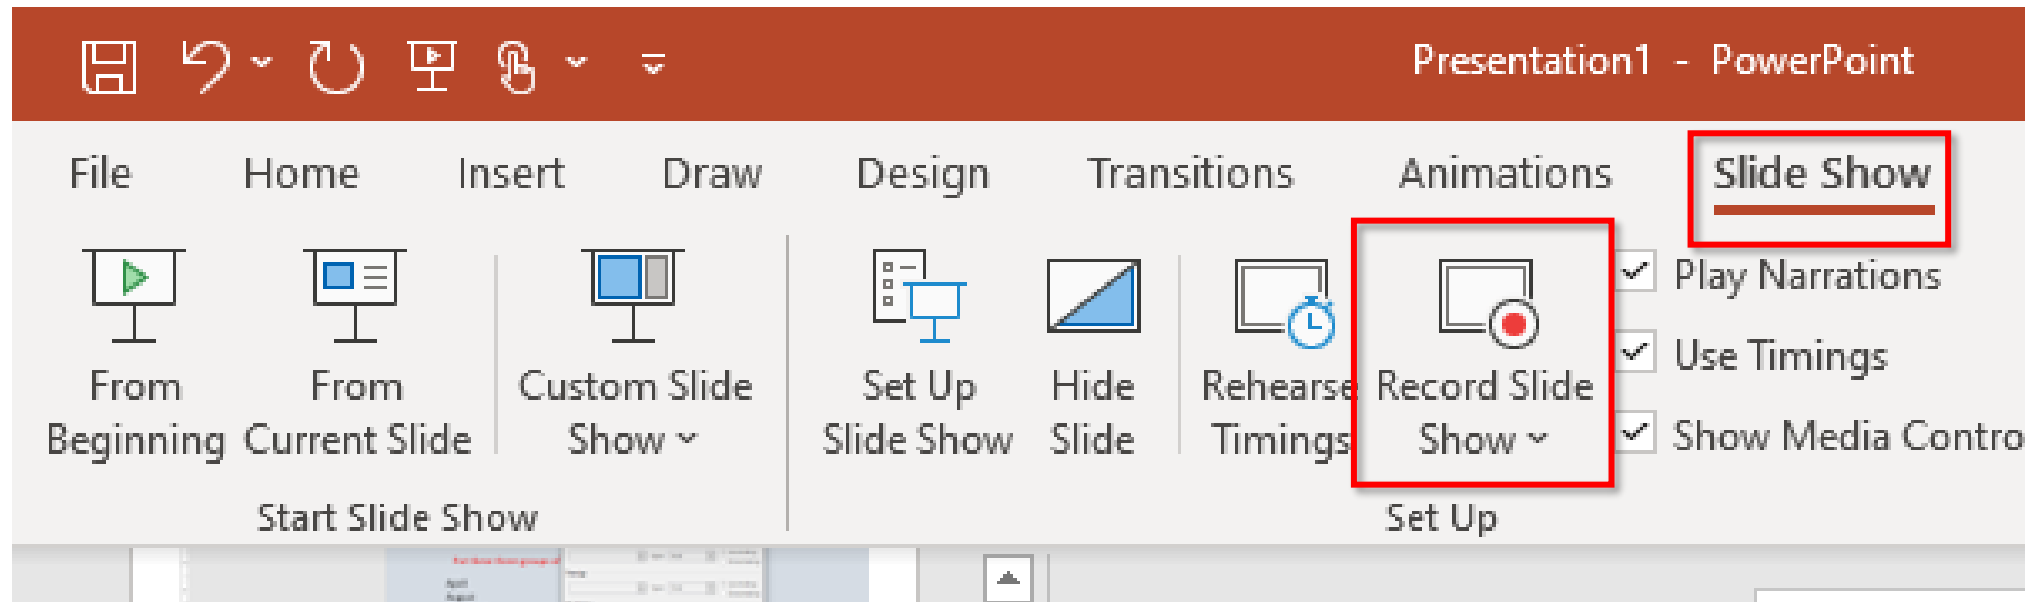 Presentation1 - PowerPoint
File Home Insert Draw Design Transitions Animations Slide Show
From Beginning
From Current Slide
Custom Slide Show
Set Up Slide Show
Hide Slide
Rehearse Timings
Record Slide Show
Play Narrations
Use Timings
Show Media Contro
Start Slide Show
Set Up